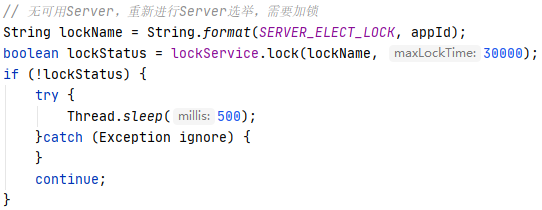 // 无可用Server，重新进行Server选举，需要加锁
String lockName = String.format(SERVER_ELECT_LOCK, appId);
boolean lockStatus = lockService.lock(lockName, maxLockTime: 30000);
if (!lockStatus) {
    try {
        Thread.sleep( millis: 500);
    }catch (Exception ignore) {
    }
    continue;
}